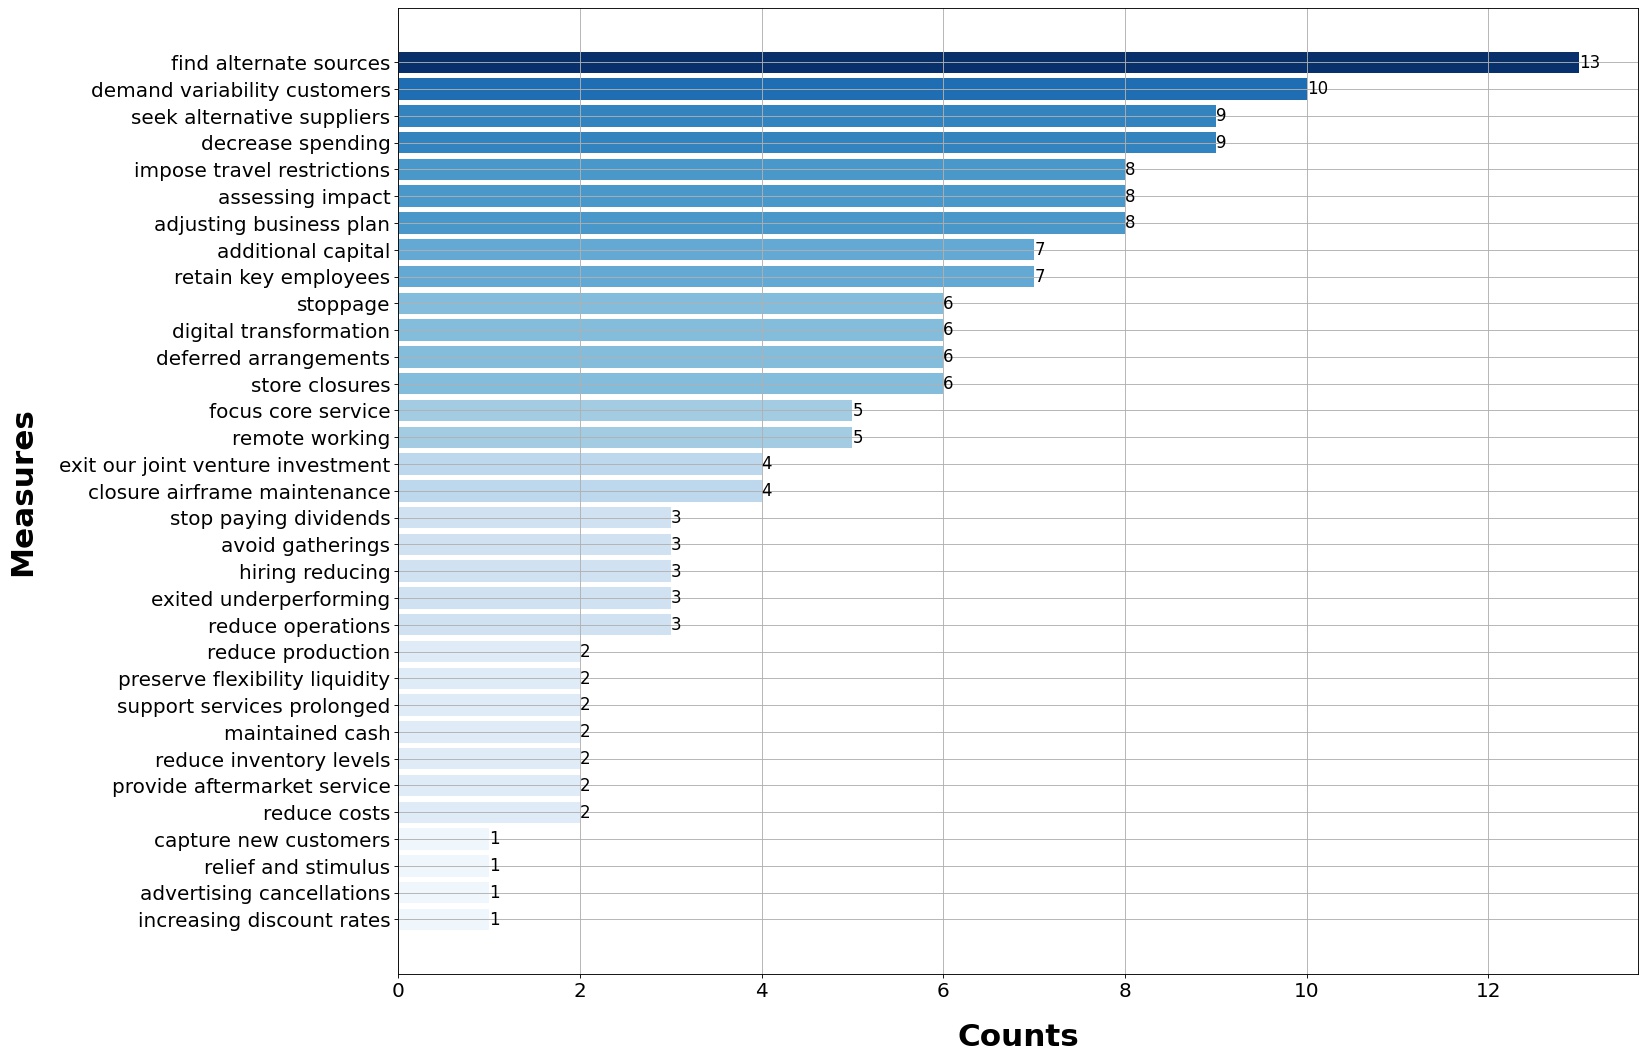 find alternate sources 13
demand variability customers 10
seek alternative suppliers 9
decrease spending 9
impose travel restrictions 8
assessing impact 8
adjusting business plan 8
additional capital 7
retain key employees 7
stoppage 6
digital transformation 6
deferred arrangements 6
store closures 6
focus core service 5
remote working 5
exit our joint venture investment 4
closure airframe maintenance 4
stop paying dividends 3
avoid gatherings 3
hiring reducing 3
exited underperforming 3
reduce operations 3
reduce production 2
preserve flexibility liquidity 2
support services prolonged 2
maintained cash 2
reduce inventory levels 2
provide aftermarket service 2
reduce costs 2
capture new customers 1
relief and stimulus 1
advertising cancellations 1
increasing discount rates 1
0 2 4 6 8 10 12
Counts
Measures